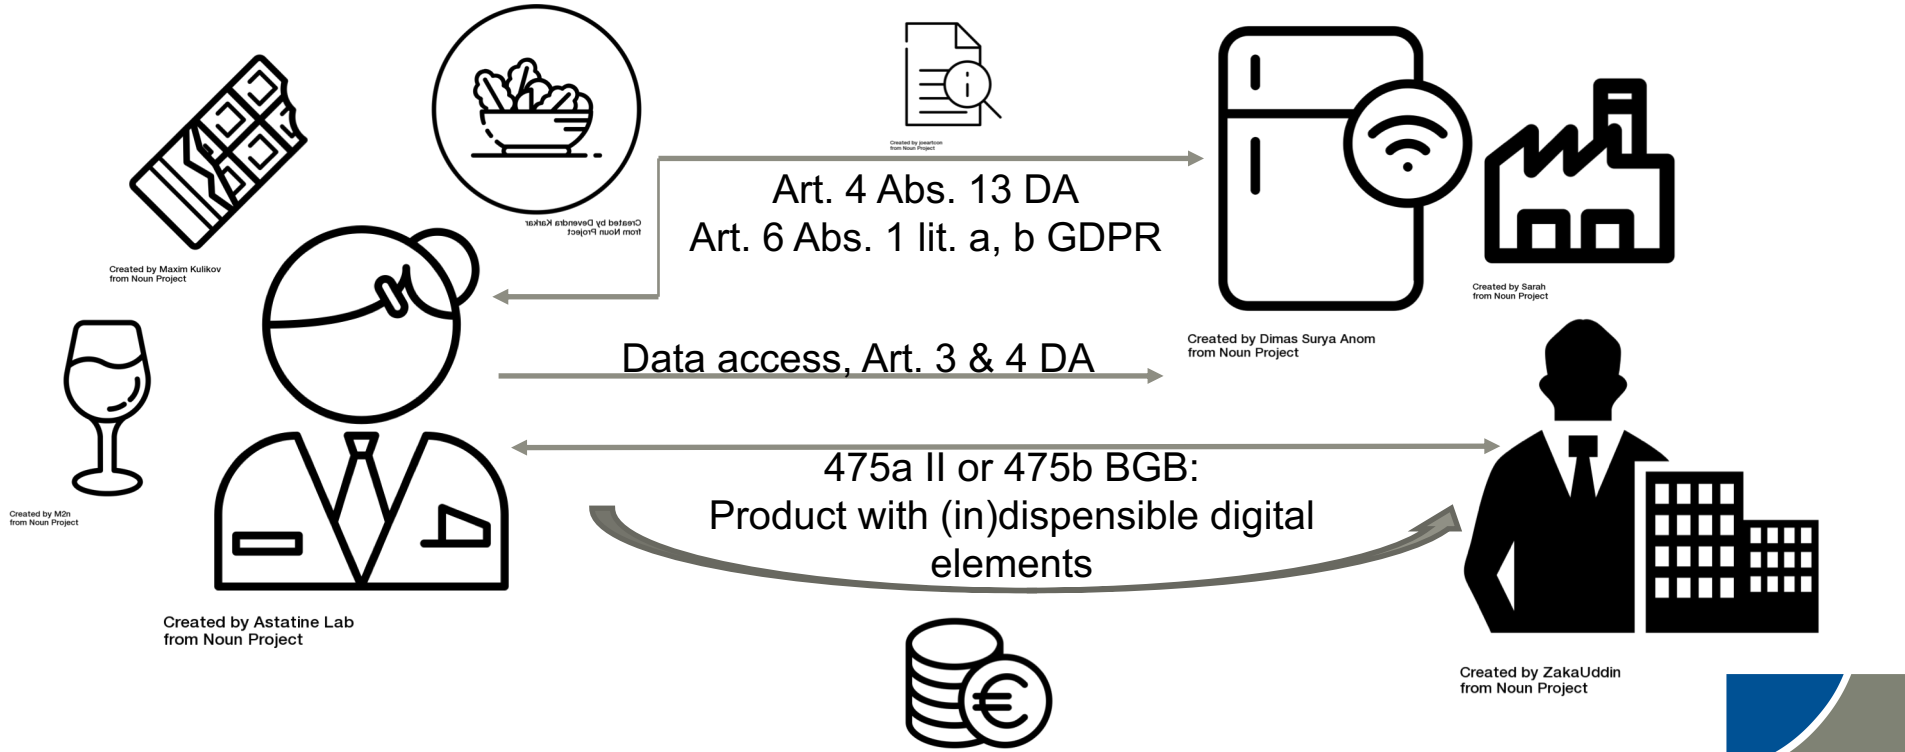 Created by joeartcon
from Noun Project
Art. 4 Abs. 13 DA
Art. 6 Abs. 1 lit. a, b GDPR
Created by Devendra Karkar
from Noun Project
Created by Maxim Kulikov
from Noun Project
Created by Sarah
from Noun Project
Created by Dimas Surya Anom
from Noun Project
Data access, Art. 3 & 4 DA
475a II or 475b BGB:
Product with (in)dispensible digital
elements
Created by M2n
from Noun Project
Created by Astatine Lab
from Noun Project
Created by ZakaUddin
from Noun Project